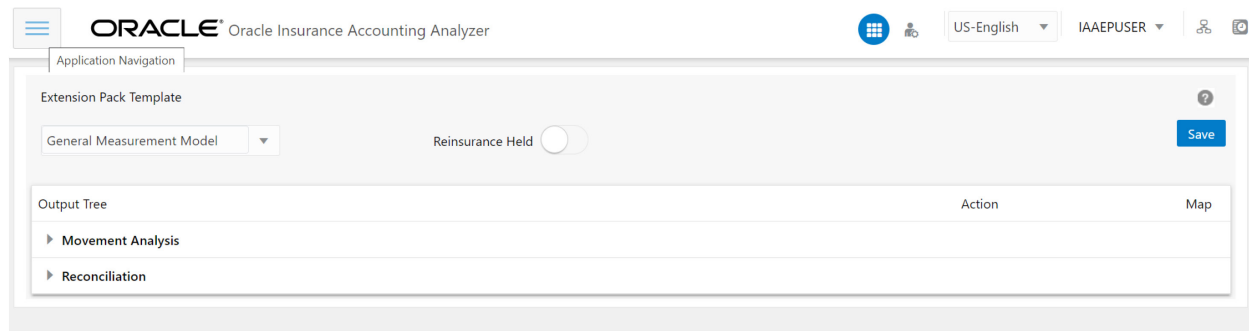 ORACLE® Oracle Insurance Accounting Analyzer US-English IAAEPUSER
Application Navigation
Extension Pack Template
General Measurement Model Reinsurance Held Save
Output Tree Action Map
Movement Analysis
Reconciliation